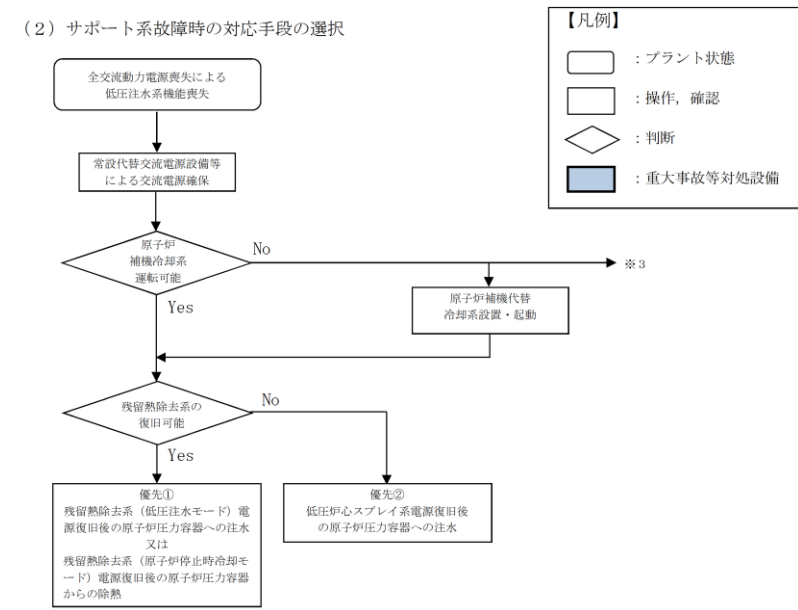 （２）サポート系故障時の対応手段の選択
【凡例】
：プラント状態
：操作，確認
：判断
：重大事故等対処設備
全交流動力電源喪失による
低圧注水系機能喪失
常設代替交流電源設備等
による交流電源確保
原子炉
補機冷却系
運転可能
No
※３
Yes
原子炉補機代替
冷却系設置・起動
残留熱除去系の
復旧可能
No
Yes
優先①
残留熱除去系（低圧注水モード）電
源復旧後の原子炉圧力容器への注水
又は
残留熱除去系（原子炉停止時冷却モ
ード）電源復旧後の原子炉圧力容器
からの除熱
優先②
低圧炉心スプレイ系電源復旧後
の原子炉圧力容器への注水